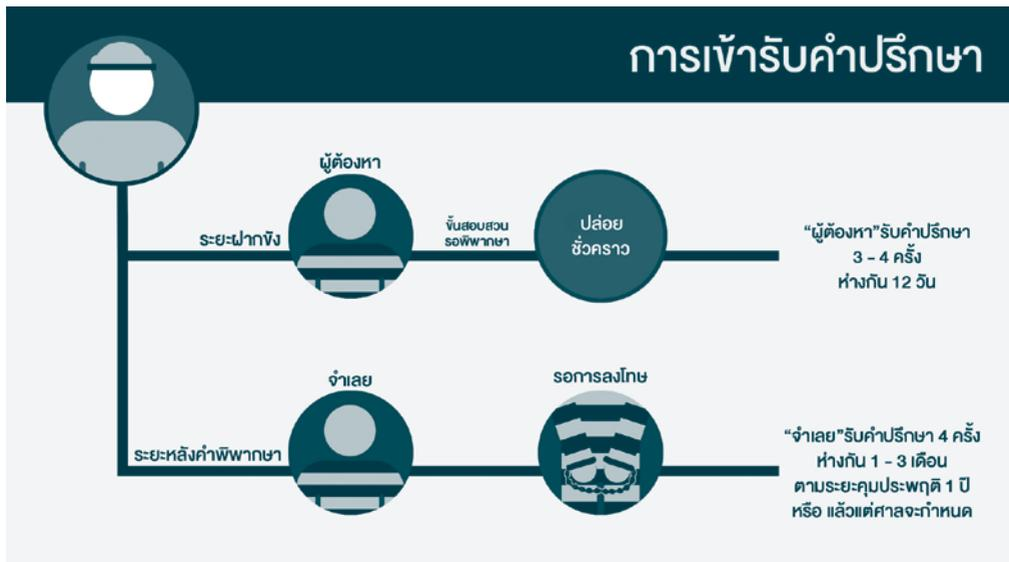 การเข้ารับคำปรึกษา
ผู้ต้องหา
ระยะฝากขัง
ขั้นสอบสวน
รอพิพากษา
ปล่อย
ชั่วคราว
“ผู้ต้องหา”รับคำปรึกษา
3 - 4 ครั้ง
ห่างกัน 12 วัน
จำเลย
รอการลงโทษ
ระยะหลังคำพิพากษา
“จำเลย”รับคำปรึกษา 4 ครั้ง
ห่างกัน 1 - 3 เดือน
ตามระยะคุมประพฤติ 1 ปี
หรือ แล้วแต่ศาลจะกำหนด